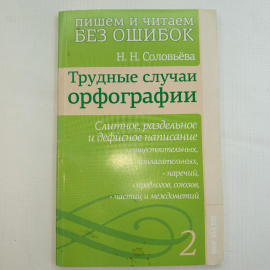 пишем и читаем
БЕЗ ОШИБОК
Н. Н. Соловьёва
Трудные случаи
орфографии
Слитное, раздельное
и дефисное написание
существительных,
прилагательных,
• наречий,
• предлогов, союзов,
• частиц и междометий
2